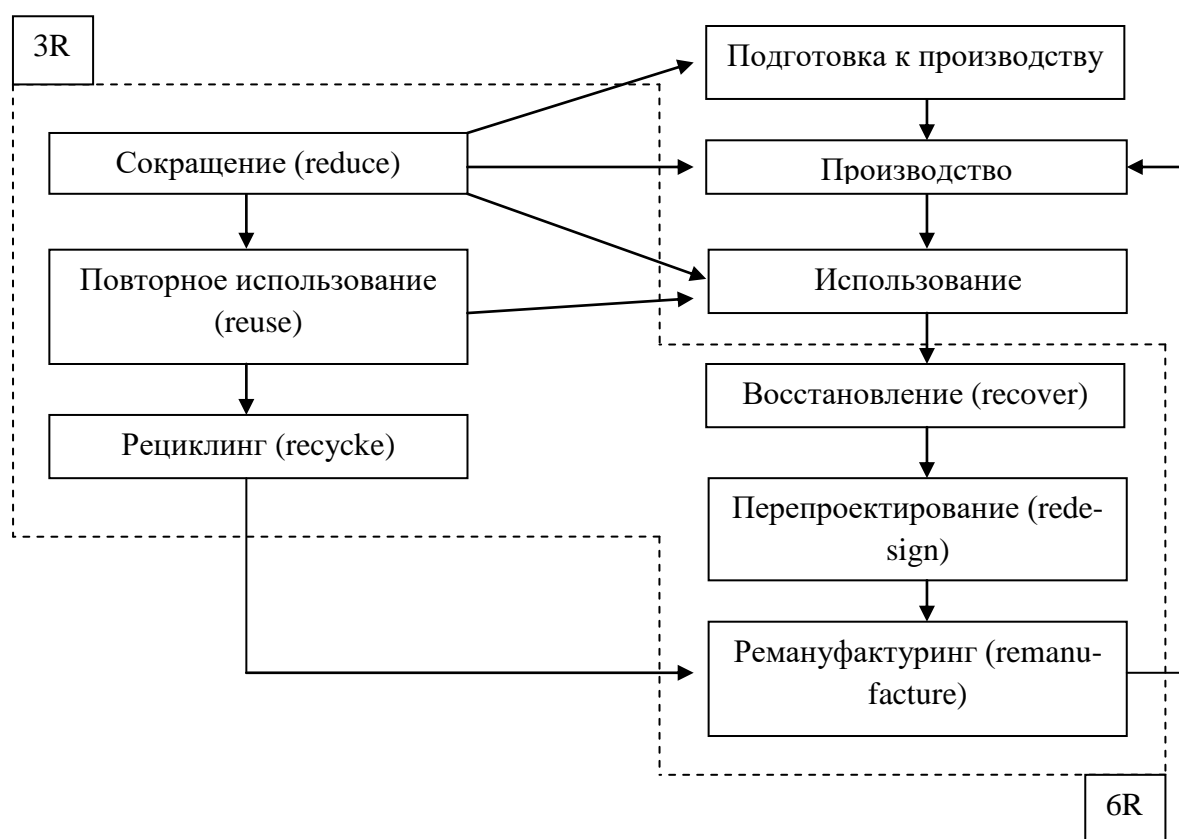 3R
Подготовка к производству
Сокращение (reduce)
Производство
Повторное использование
(reuse)
Использование
Восстановление (recover)
Рециклинг (recycke)
Перепроектирование (rede-
sign)
Ремануфактуринг (remanu-
facture)
6R